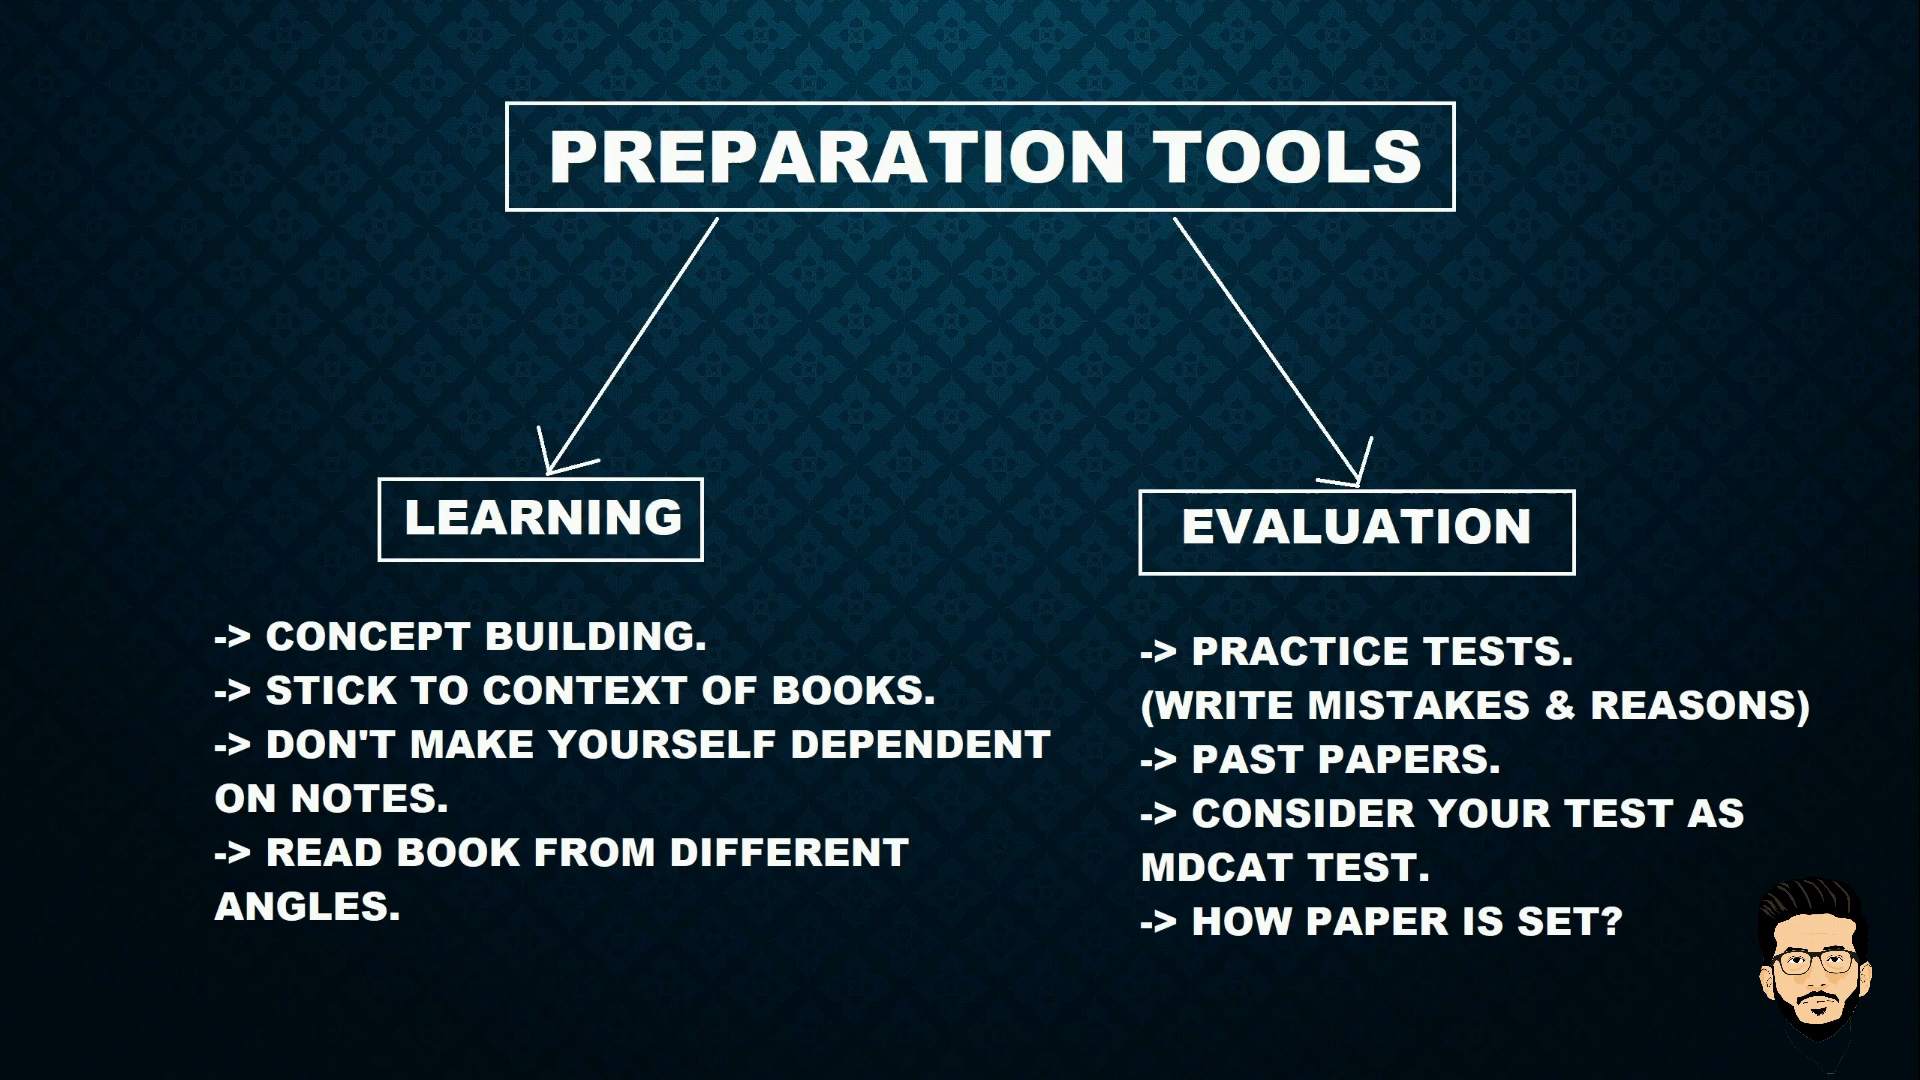 PREPARATION TOOLS
LEARNING
-> CONCEPT BUILDING.
-> STICK TO CONTEXT OF BOOKS.
-> DON'T MAKE YOURSELF DEPENDENT
ON NOTES.
-> READ BOOK FROM DIFFERENT
ANGLES.
EVALUATION
-> PRACTICE TESTS.
(WRITE MISTAKES & REASONS)
-> PAST PAPERS.
-> CONSIDER YOUR TEST AS
MDCAT TEST.
-> HOW PAPER IS SET?